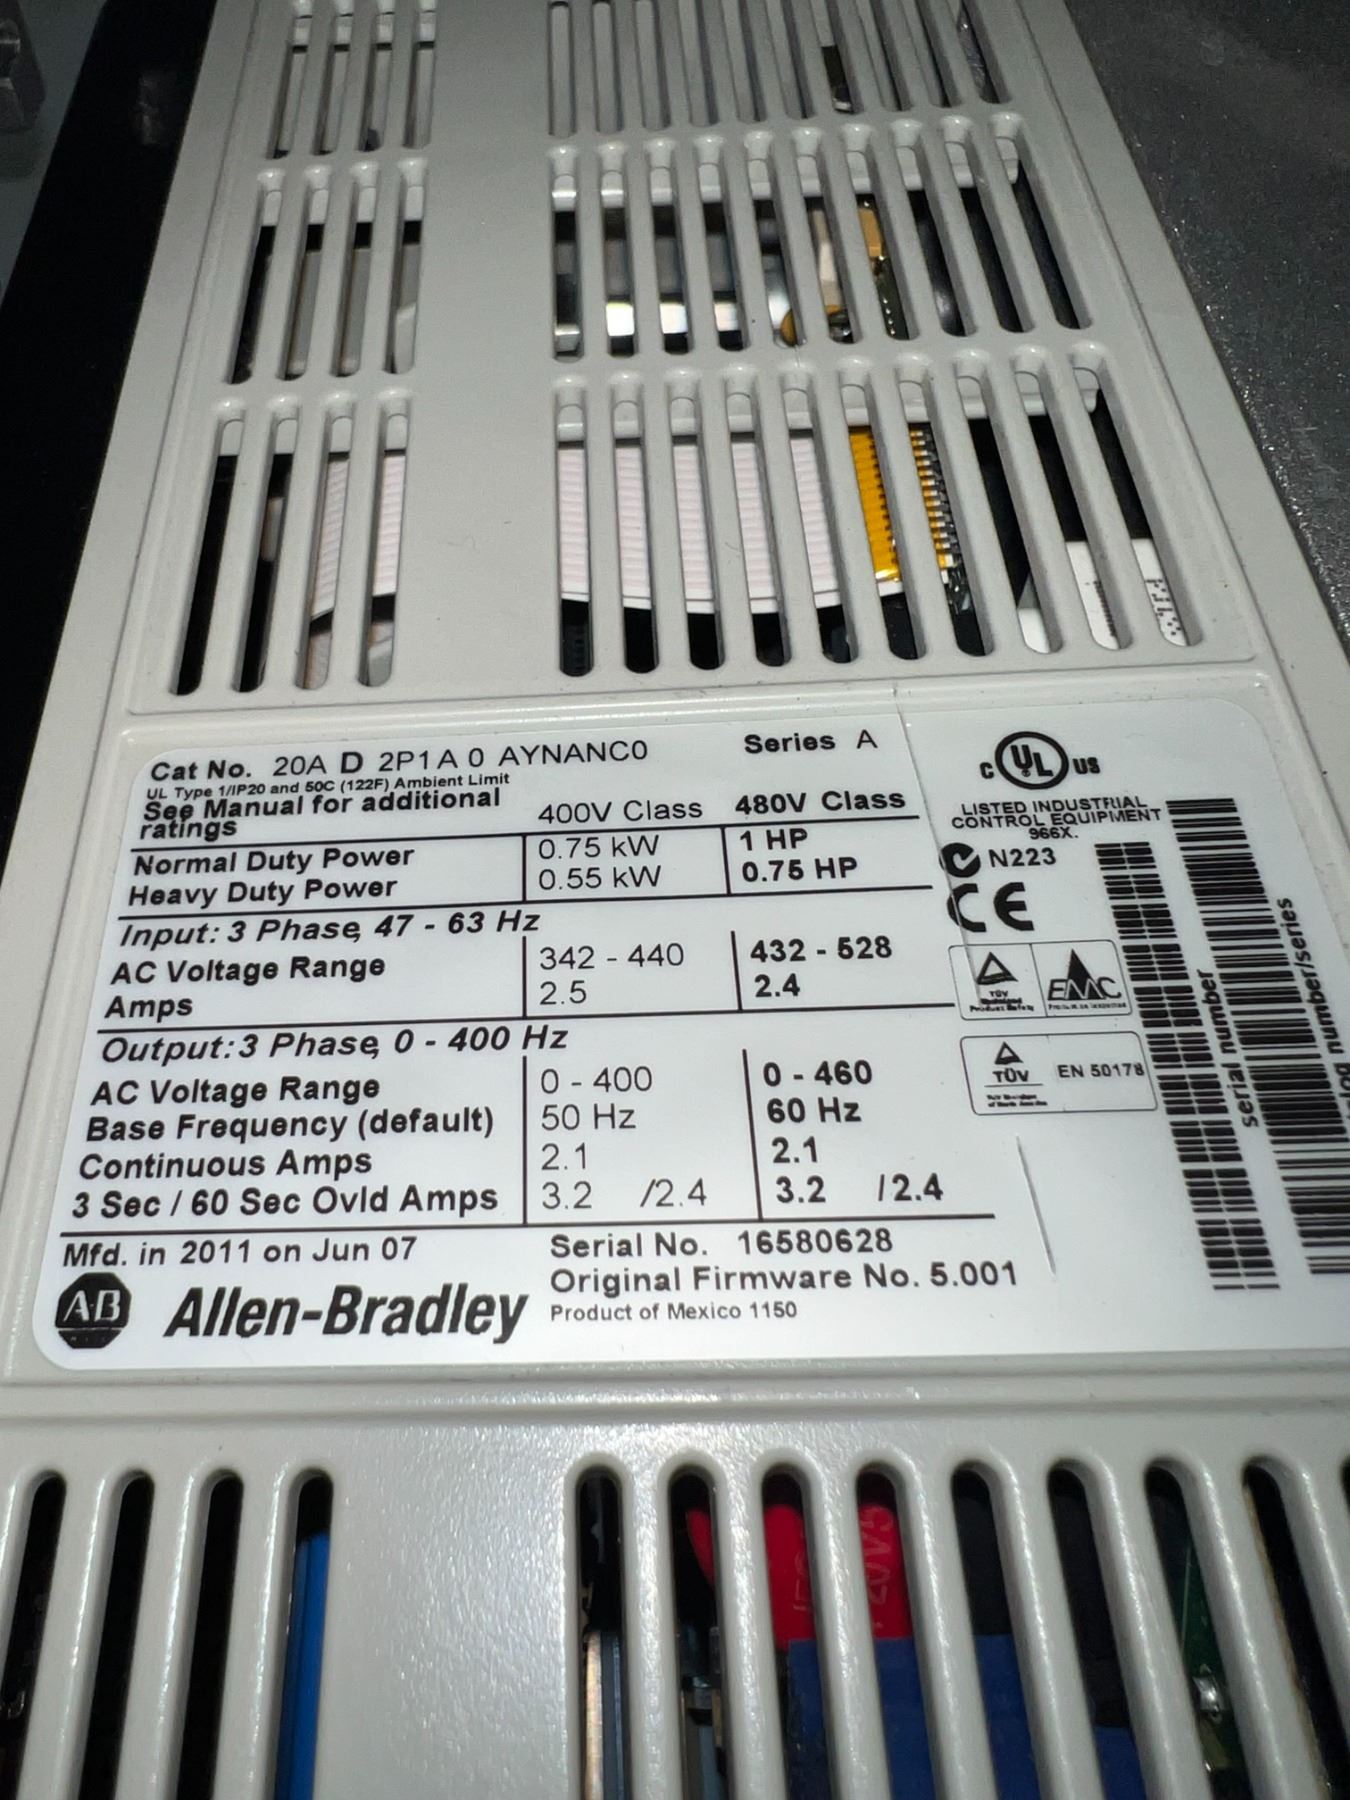 Cat No. 20A D 2P1A 0 AYNANC0 Series A
UL Type 1/IP20 and 50C (122F) Ambient Limit
See Manual for additional
ratings
400V Class 480V Class
Normal Duty Power 0.75 kW 1 HP
Heavy Duty Power 0.55 kW 0.75 HP
Input: 3 Phase, 47 - 63 Hz
AC Voltage Range 342 - 440 432 - 528
Amps 2.5 2.4
Output: 3 Phase, 0 - 400 Hz
AC Voltage Range 0 - 400 0 - 460
Base Frequency (default) 50 Hz 60 Hz
Continuous Amps 2.1 2.1
3 Sec / 60 Sec Ovld Amps 3.2 /2.4 3.2 /2.4
Mfd. in 2011 on Jun 07
Serial No. 16580628
Original Firmware No. 5.001
Product of Mexico 1150
A·B Allen-Bradley
C UL US
LISTED INDUSTRIAL
CONTROL EQUIPMENT
966X.
N223
CE
TÜV
Product Safety
EMC
TÜV
EN 50178
serial number
number/series